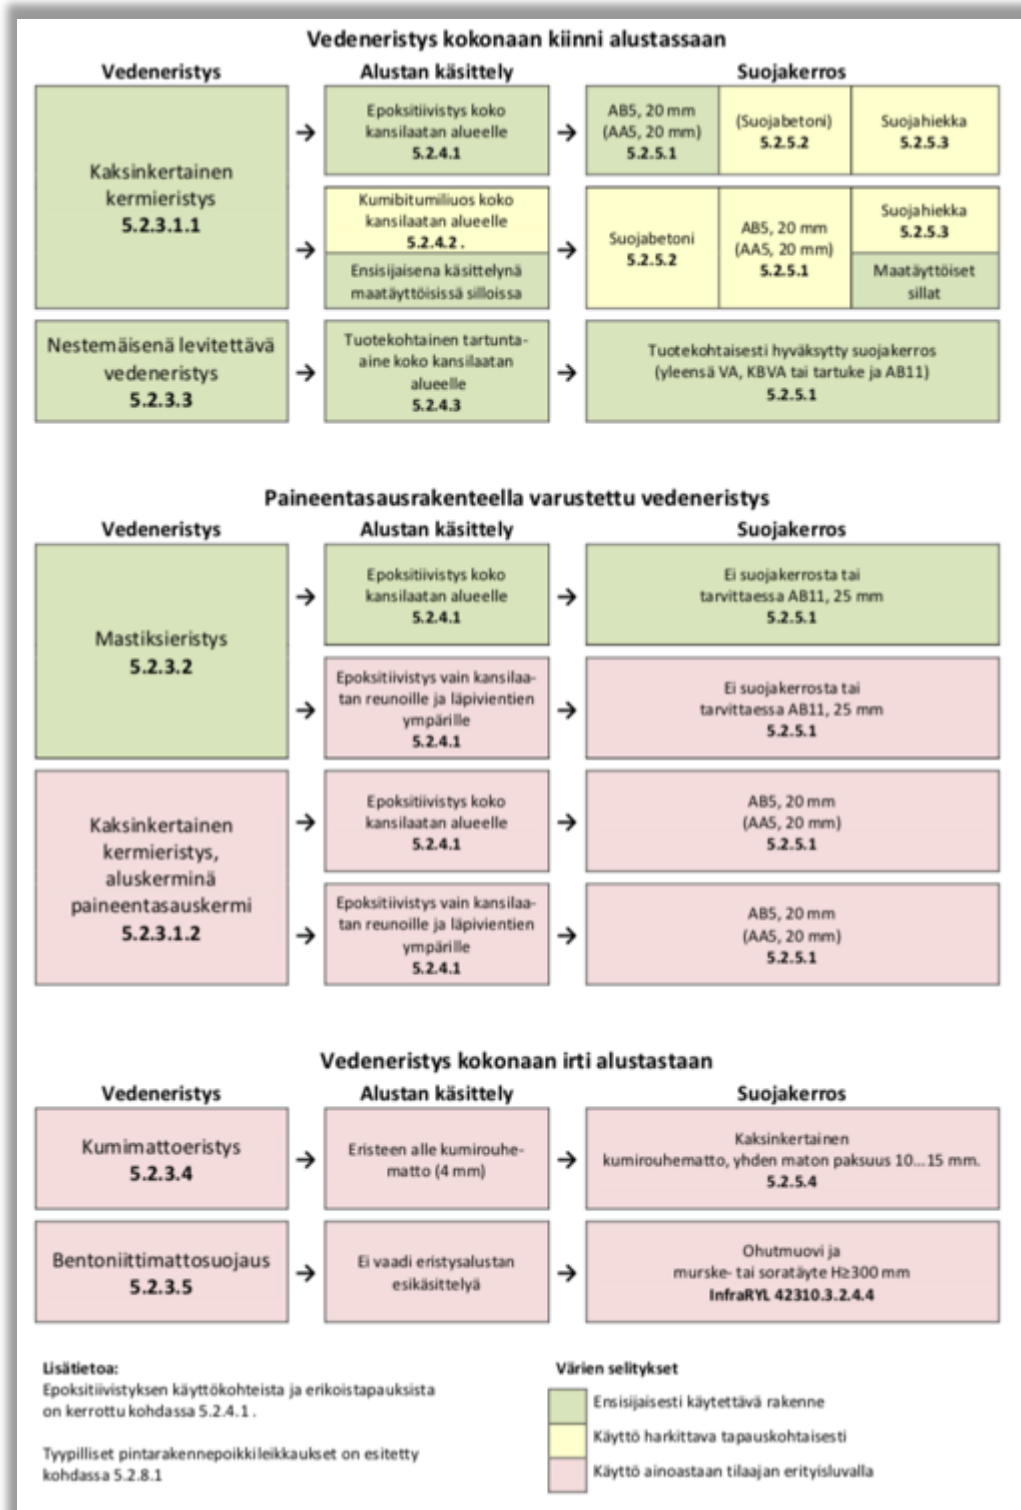 Vedeneristys kokonaan kiinni alustassaan
Vedeneristys
Alustan käsittely
Suojakerros
Kaksinkertainen
kermieristys
5.2.3.1.1
Epoksitiivistys koko
kansilaatan alueelle
5.2.4.1
AB5, 20 mm
(AA5, 20 mm)
5.2.5.1
(Suojabetoni)
5.2.5.2
Suojahiekka
5.2.5.3
Kumibitumiliuos koko
kansilaatan alueelle
5.2.4.2 .
Ensisijaisena käsittelynä
maatäyttöisissä silloissa
Suojabetoni
5.2.5.2
AB5, 20 mm
(AA5, 20 mm)
5.2.5.1
Suojahiekka
5.2.5.3
Maatäyttöiset
sillat
Nestemäisenä levitettävä
vedeneristys
5.2.3.3
Tuotekohtainen tartunta-
aine koko kansilaatan
alueelle
5.2.4.3
Tuotekohtaisesti hyväksytty suojakerros
(yleensä VA, KBVA tai tartuke ja AB11)
5.2.5.1
Paineentasausrakenteella varustettu vedeneristys
Vedeneristys
Alustan käsittely
Suojakerros
Mastiksieristys
5.2.3.2
Epoksitiivistys koko
kansilaatan alueelle
5.2.4.1
Ei suojakerrosta tai
tarvittaessa AB11, 25 mm
5.2.5.1
Epoksitiivistys vain kansilaa-
tan reunoille ja läpivientien
ympärille
5.2.4.1
Ei suojakerrosta tai
tarvittaessa AB11, 25 mm
5.2.5.1
Kaksinkertainen
kermieristys,
aluskerminä
paineentasauskermi
5.2.3.1.2
Epoksitiivistys koko
kansilaatan alueelle
5.2.4.1
AB5, 20 mm
(AA5, 20 mm)
5.2.5.1
Epoksitiivistys vain kansilaa-
tan reunoille ja läpivientien
ympärille
5.2.4.1
AB5, 20 mm
(AA5, 20 mm)
5.2.5.1
Vedeneristys kokonaan irti alustastaan
Vedeneristys
Alustan käsittely
Suojakerros
Kumimattoeristys
5.2.3.4
Eristeen alle kumirouhe-
matto (4 mm)
Kaksinkertainen
kumirouhematto, yhden maton paksuus 10...15 mm.
5.2.5.4
Bentoniittimattosuojaus
5.2.3.5
Ei vaadi eristysalustan
esikäsittelyä
Ohutmuovi ja
murske- tai soratäyte H≥300 mm
InfraRYL 42310.3.2.4.4
Lisätietoa:
Epoksitiivistyksen käyttökohteista ja erikoistapauksista
on kerrottu kohdassa 5.2.4.1 .
Tyypilliset pintarakennepoikkileikkaukset on esitetty
kohdassa 5.2.8.1
Värien selitykset
Ensisijaisesti käytettävä rakenne
Käyttö harkittava tapauskohtaisesti
Käyttö ainoastaan tilaajan erityisluvalla